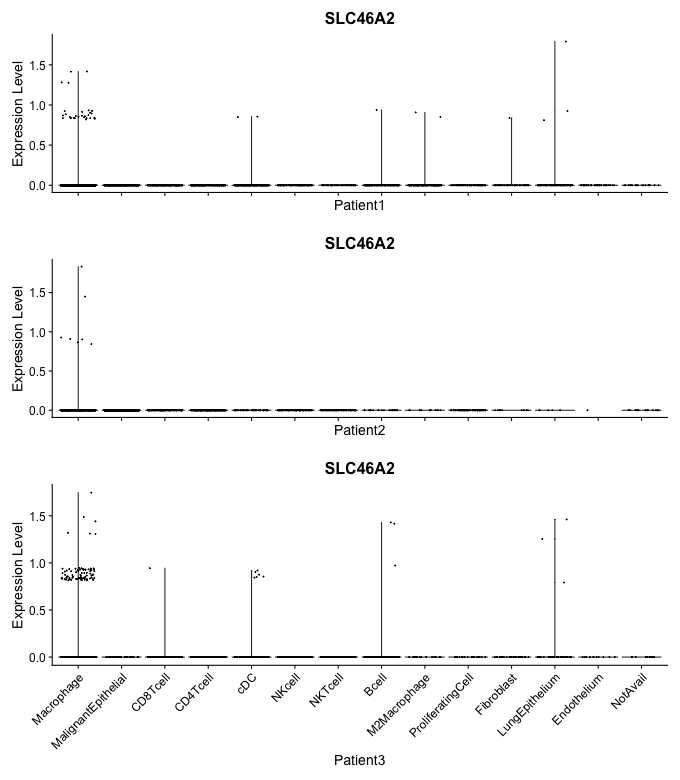 SLC46A2
Expression Level
1.5
1.0
0.5
0.0
Patient1
SLC46A2
Expression Level
1.5
1.0
0.5
0.0
Patient2
SLC46A2
Expression Level
1.5
1.0
0.5
0.0
Macrophage
MalignantEpithelial
CD8Tcell
CD4Tcell
cDC
NKcell
NKTcell
Bcell
M2Macrophage
ProliferatingCell
Fibroblast
LungEpithelium
Endothelium
NotAvail
Patient3